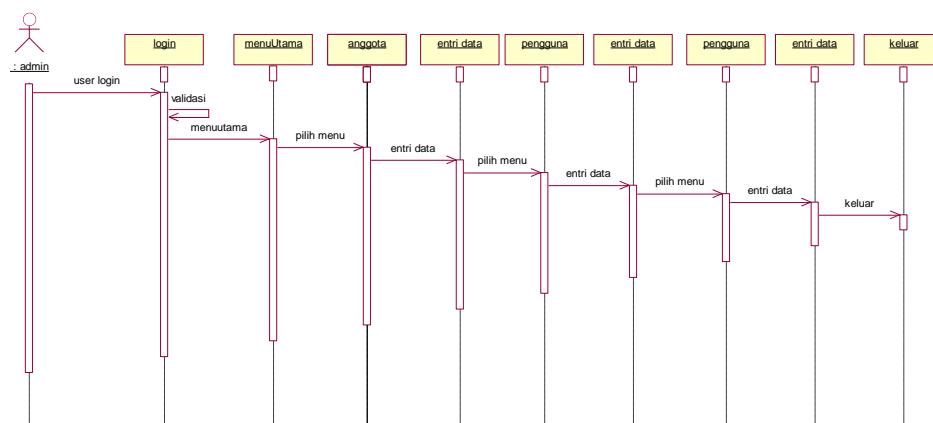 : admin
login
menuUtama
anggota
entri data
pengguna
entri data
pengguna
entri data
keluar
user login
validasi
menuutama
pilih menu
entri data
pilih menu
entri data
pilih menu
entri data
keluar